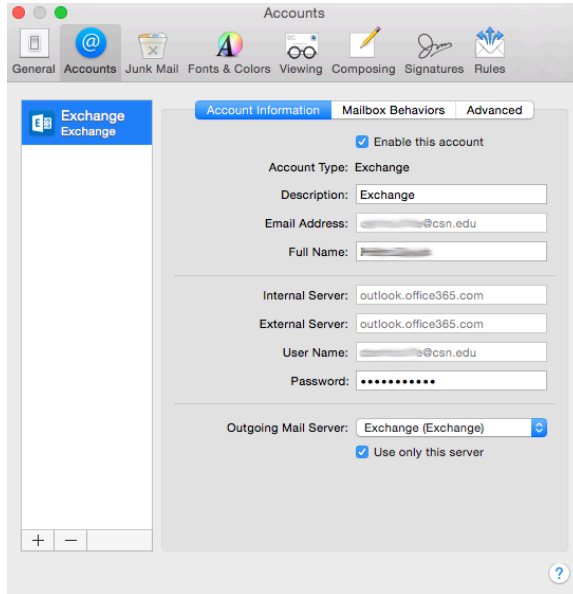 Accounts
General Accounts Junk Mail Fonts & Colors Viewing Composing Signatures Rules
Exchange
Exchange
Account Information Mailbox Behaviors Advanced
Enable this account
Account Type: Exchange
Description: Exchange
Email Address: @csn.edu
Full Name:
Internal Server: outlook.office365.com
External Server: outlook.office365.com
User Name: @csn.edu
Password: •••••••••••
Outgoing Mail Server: Exchange (Exchange)
Use only this server
+ −
?